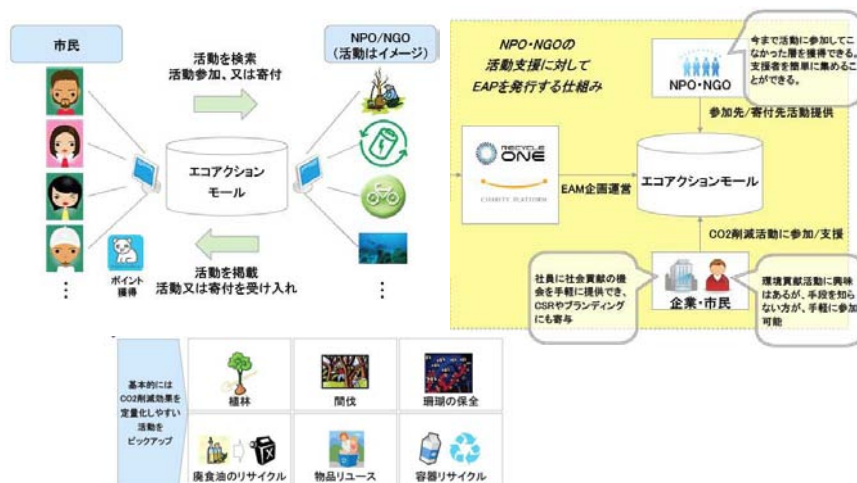 市民
活動を検索
活動参加、又は寄付
NPO/NGO
(活動はイメージ)
エコアクション
モール
ポイント
獲得
活動を掲載
活動又は寄付を受け入れ
⋮
⋮
NPO・NGOの
活動支援に対して
EAPを発行する仕組み
今まで活動に参加してこ
なかった層を獲得できる。
支援者を簡単に集めるこ
とができる。
NPO・NGO
参加先/寄付先活動提供
RECYCLE
ONE
CHARITY PLATFORM
EAM企画運営
エコアクションモール
CO2削減活動に参加/支援
社員に社会貢献の機
会を手軽に提供でき、
CSRやブランディング
にも寄与
企業・市民
環境貢献活動に興味
はあるが、手段を知ら
ない方が、手軽に参加
可能
基本的には
CO2削減効果を
定量化しやすい
活動を
ピックアップ
植林
間伐
珊瑚の保全
廃食油のリサイクル
物品リユース
容器リサイクル